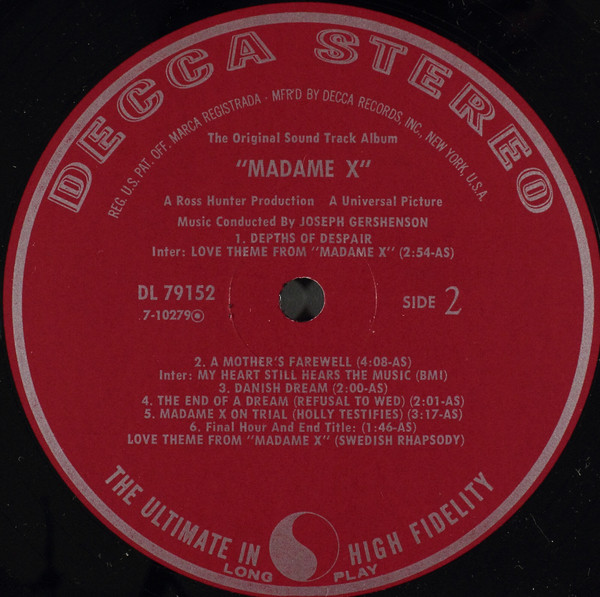 DECCA STEREO
REG. U.S. PAT. OFF. MARCA REGISTRADA - MFR'D BY DECCA RECORDS, INC., NEW YORK, U.S.A.
The Original Sound Track Album
"MADAME X"
A Ross Hunter Production A Universal Picture
Music Conducted By JOSEPH GERSHENSON
1. DEPTHS OF DESPAIR
Inter: LOVE THEME FROM "MADAME X" (2:54-AS)
DL 79152
7-10279
SIDE 2
2. A MOTHER'S FAREWELL (4:08-AS)
Inter: MY HEART STILL HEARS THE MUSIC (BMI)
3. DANISH DREAM (2:00-AS)
4. THE END OF A DREAM (REFUSAL TO WED) (2:01-AS)
5. MADAME X ON TRIAL (HOLLY TESTIFIES) (3:17-AS)
6. Final Hour And End Title: (1:46-AS)
LOVE THEME FROM "MADAME X" (SWEDISH RHAPSODY)
THE ULTIMATE IN HIGH FIDELITY
LONG PLAY